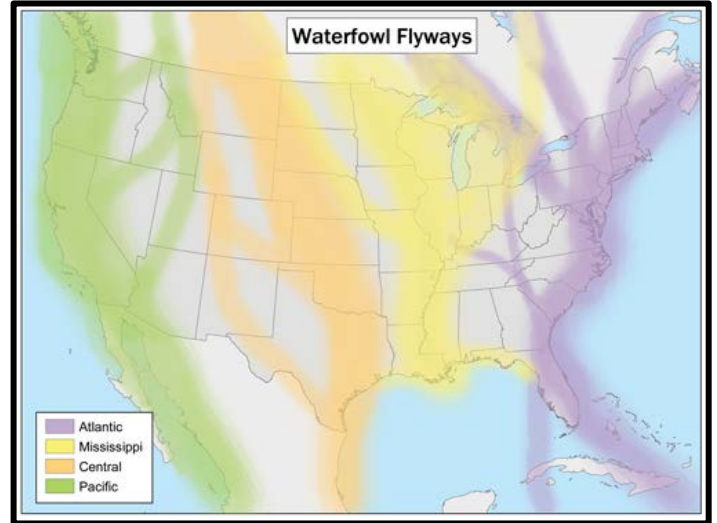 Waterfowl Flyways
Atlantic
Mississippi
Central
Pacific